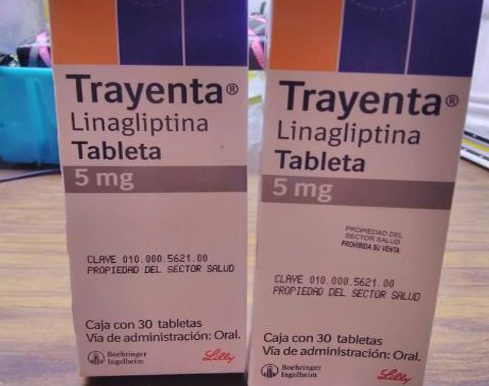 Trayenta®
Linagliptina
Tableta
5 mg
CLAVE 010.000.5621.00
PROPIEDAD DEL SECTOR SALUD
Caja con 30 tabletas
Vía de administración: Oral.
Boehringer
Ingelheim
Lilly
Trayenta®
Linagliptina
Tableta
5 mg
PROPIEDAD DEL
SECTOR SALUD
PROHIBIDA SU VENTA
CLAVE 010.000.5621.00
PROPIEDAD DEL SECTOR SALUD
Caja con 30 tabletas
Vía de administración: Oral.
Boehringer
Ingelheim
Lilly